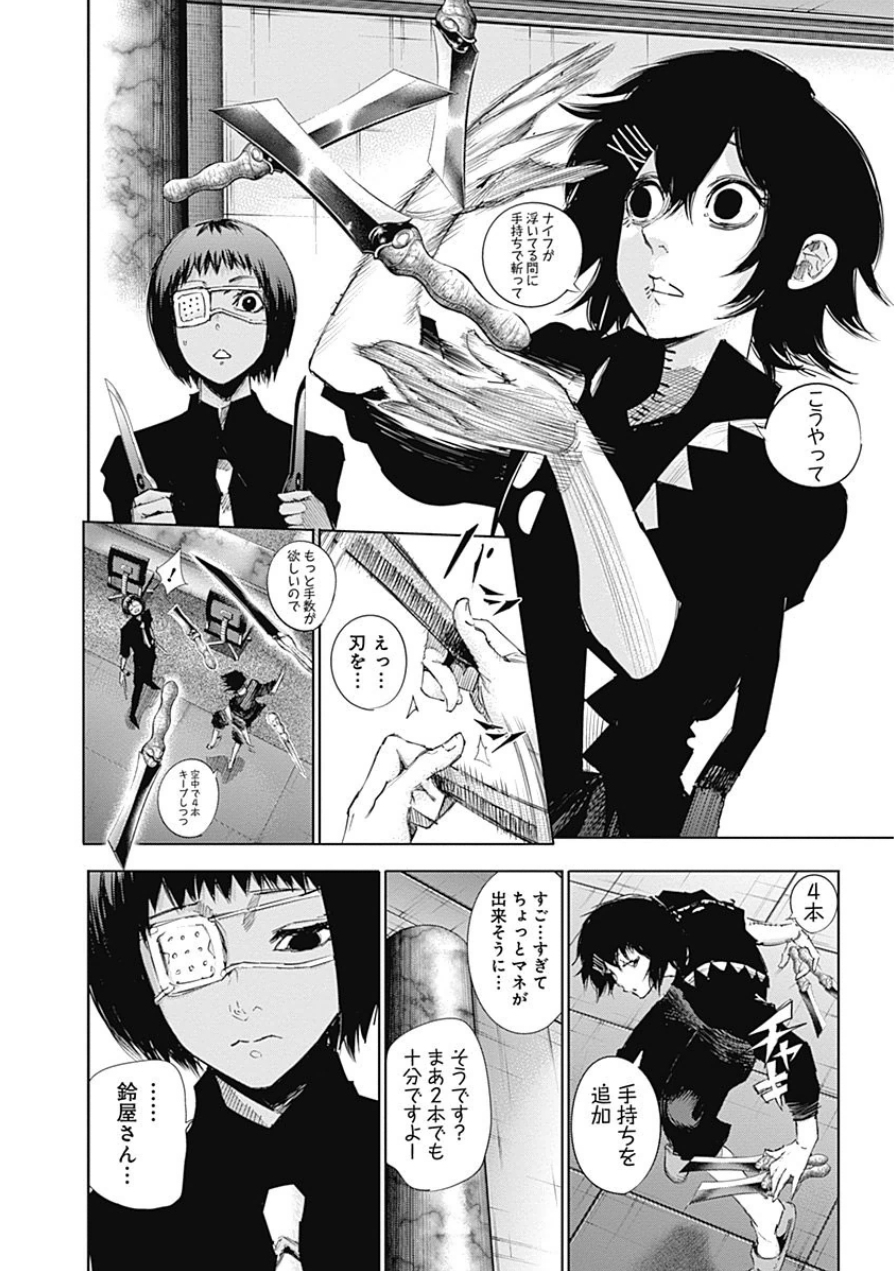 こうやって
ナイフが
浮いてる間に
手持ちで斬って
えっ…
刃を…
もっと手数が
欲しいので
!
空中で4本
キープしつつ
4本
チャキ
手持ちを
追加
すご…すぎて
ちょっとマネが
出来そうに…
そうです?
まあ2本でも
十分ですよー
……
鈴屋さん…